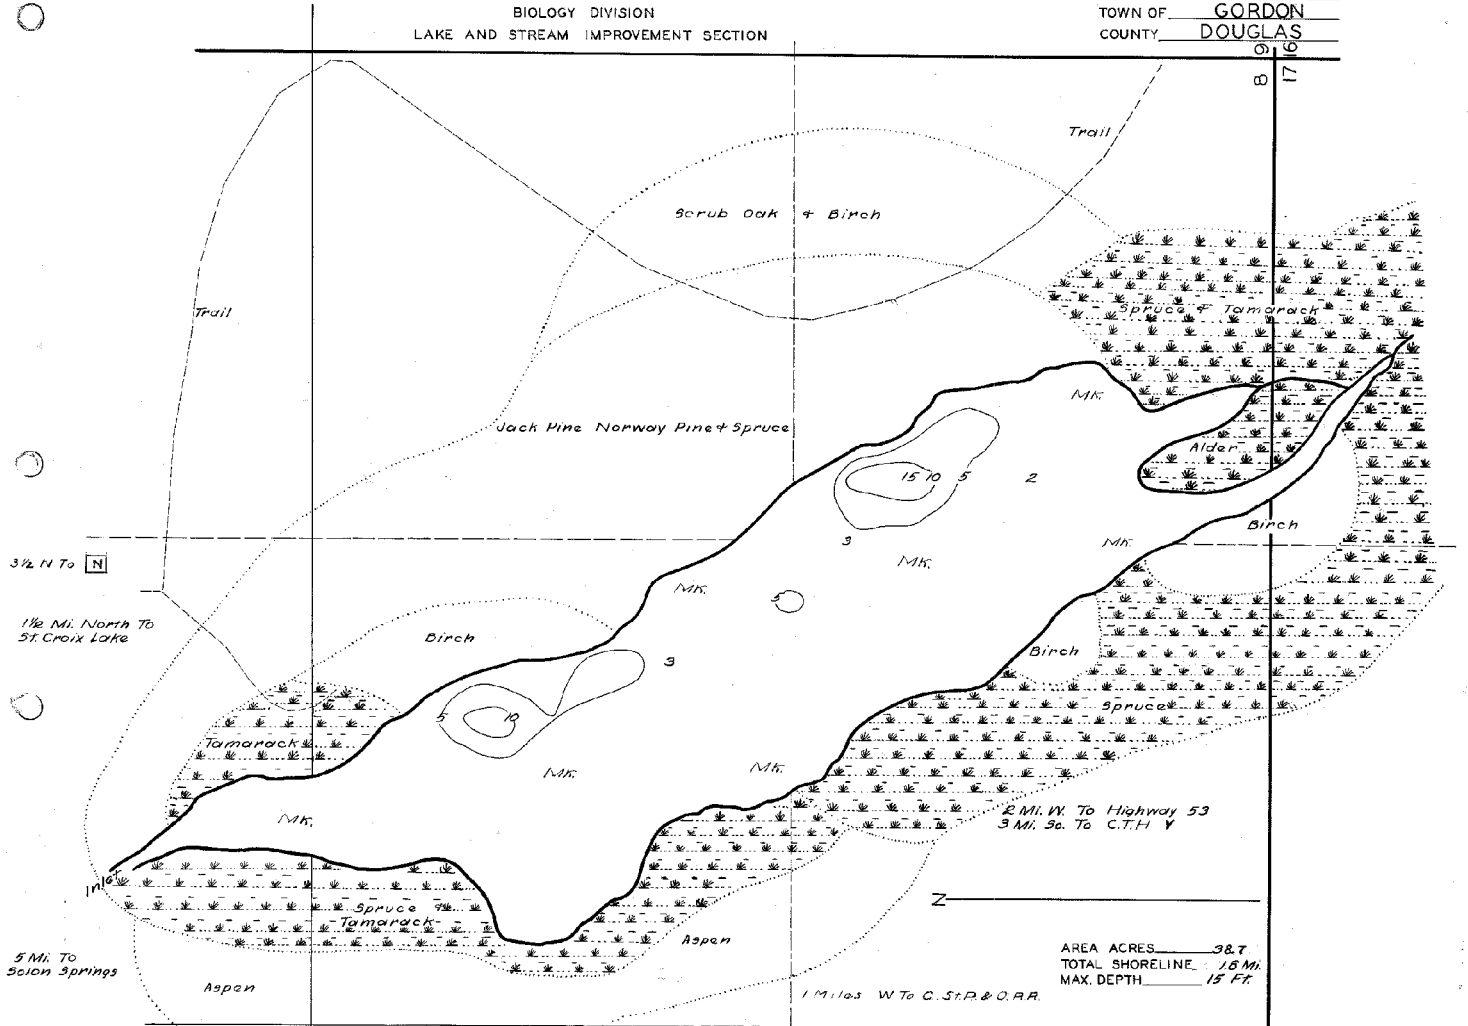 BIOLOGY DIVISION
LAKE AND STREAM IMPROVEMENT SECTION
TOWN OF GORDON
COUNTY DOUGLAS
9 16
8 17
Trail
Scrub Oak & Birch
Trail
Spruce & Tamarack
MK.
Jack Pine Norway Pine & Spruce
Alder
15 10 5 2
Birch
3
MK.
MK.
3½ N To N
MK.
5
1½ Mi. North To
St. Croix Lake
Birch
Birch
3
Spruce
5 10
Tamarack
MK.
MK.
2 Mi. W. To Highway 53
3 Mi. So. To C.T.H Y
MK.
Inlet
Spruce &
Tamarack
N
Aspen
5 Mi. To
Solon Springs
Aspen
AREA ACRES 38.7
TOTAL SHORELINE 1.6 Mi.
MAX. DEPTH 15 Ft.
1 Miles W To C. St.P. & O. R.R.